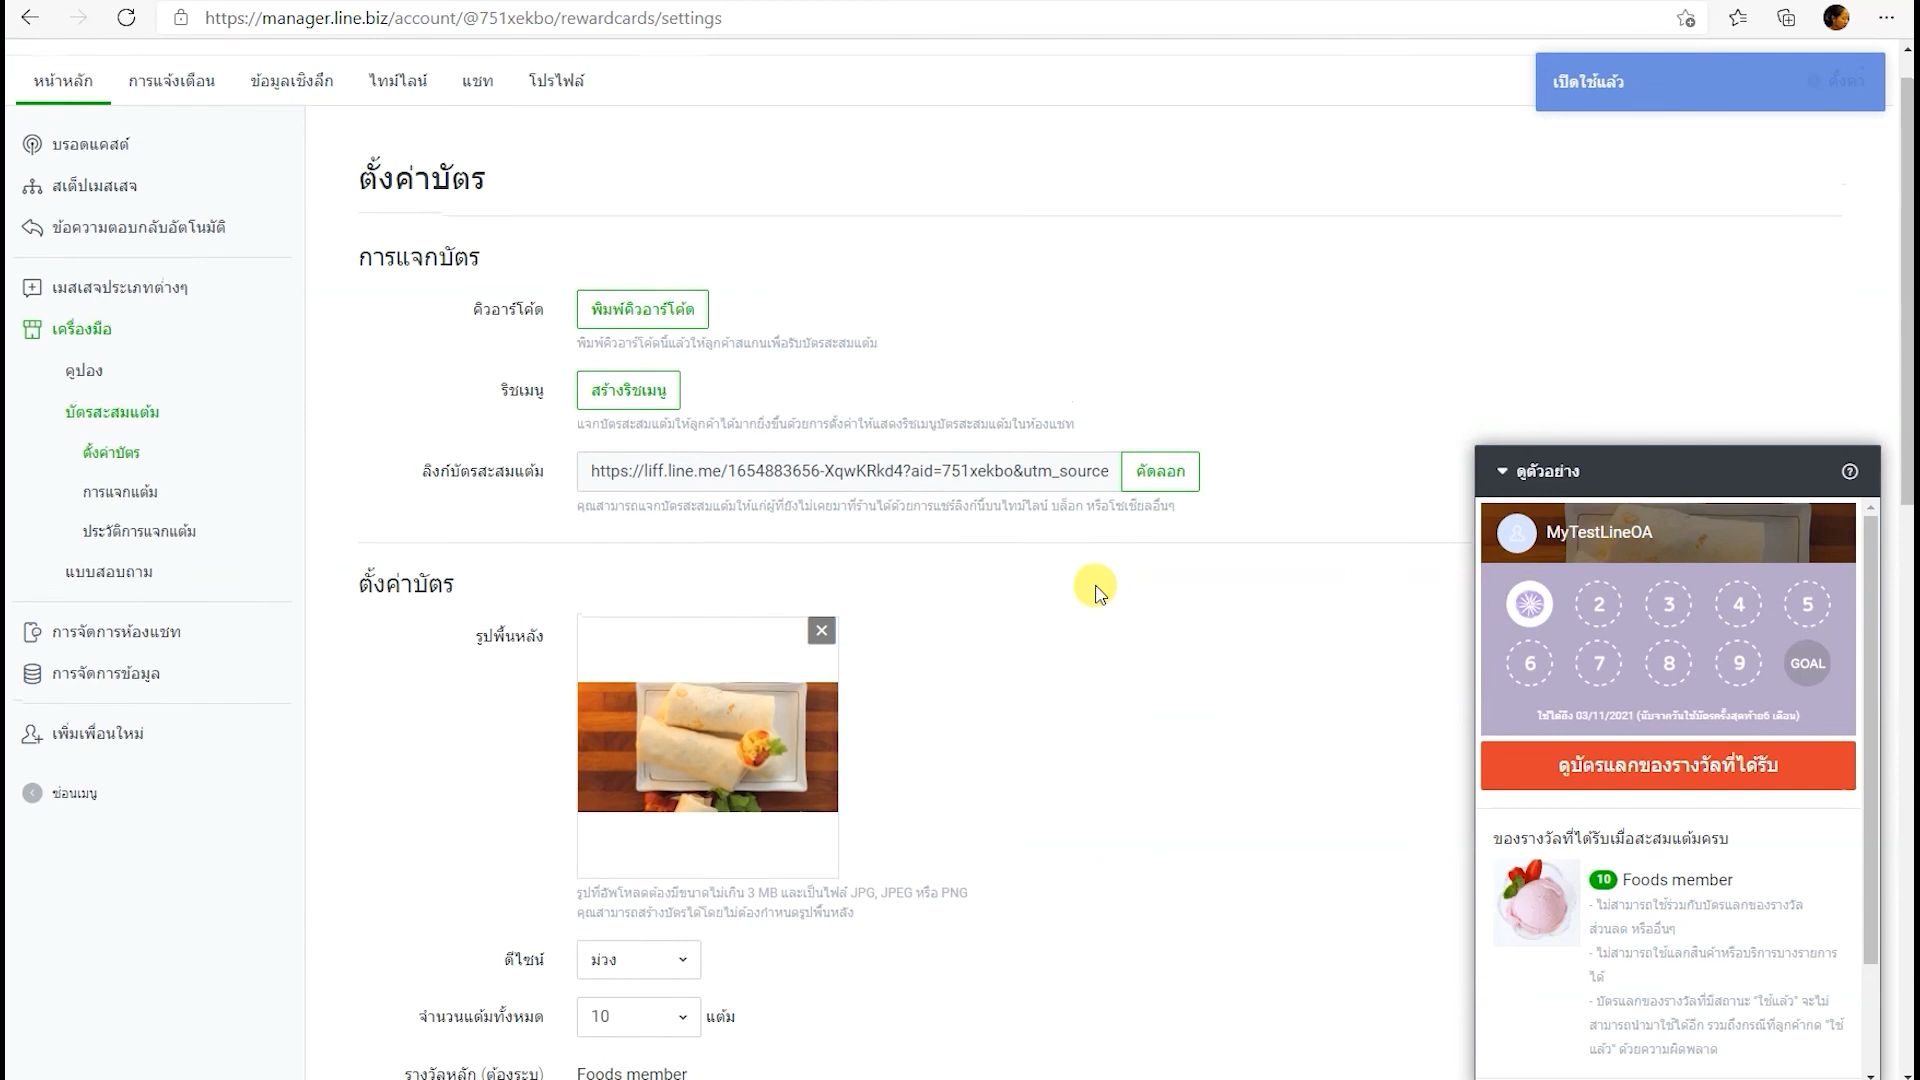 https://manager.line.biz/account/@751xekbo/rewardcards/settings
หน้าหลัก
การแจ้งเตือน
ข้อมูลเชิงลึก
ไทม์ไลน์
แชท
โปรไฟล์
เปิดใช้แล้ว
บรอดแคสต์
สเต็ปเมสเสจ
ข้อความตอบกลับอัตโนมัติ
เมสเสจประเภทต่างๆ
เครื่องมือ
คูปอง
บัตรสะสมแต้ม
ตั้งค่าบัตร
การแจกแต้ม
ประวัติการแจกแต้ม
แบบสอบถาม
การจัดการห้องแชท
การจัดการข้อมูล
เพิ่มเพื่อนใหม่
ซ่อนเมนู
ตั้งค่าบัตร
การแจกบัตร
คิวอาร์โค้ด
พิมพ์คิวอาร์โค้ด
พิมพ์คิวอาร์โค้ดนี้แล้วให้ลูกค้าสแกนเพื่อรับบัตรสะสมแต้ม
ริชเมนู
สร้างริชเมนู
แจกบัตรสะสมแต้มให้ลูกค้าได้มากยิ่งขึ้นด้วยการตั้งค่าให้แสดงริชเมนูบัตรสะสมแต้มในห้องแชท
ลิงก์บัตรสะสมแต้ม
https://liff.line.me/1654883656-XqwKRkd4?aid=751xekbo&utm_source
คัดลอก
คุณสามารถแจกบัตรสะสมแต้มให้แก่ผู้ที่ยังไม่เคยมาที่ร้านได้ด้วยการแชร์ลิงก์นี้บนไทม์ไลน์ บล็อก หรือโซเชียลอื่นๆ
ตั้งค่าบัตร
รูปพื้นหลัง
รูปที่อัพโหลดต้องมีขนาดไม่เกิน 3 MB และเป็นไฟล์ JPG, JPEG หรือ PNG
คุณสามารถสร้างบัตรได้โดยไม่ต้องกำหนดรูปพื้นหลัง
ดีไซน์
ม่วง
จำนวนแต้มทั้งหมด
10
แต้ม
รางวัลหลัก (ต้องระบุ)
Foods member
ดูตัวอย่าง
MyTestLineOA
2 3 4 5
6 7 8 9 GOAL
ใช้ได้ถึง 03/11/2021 (นับจากวันใช้บัตรครั้งสุดท้าย6 เดือน)
ดูบัตรแลกของรางวัลที่ได้รับ
ของรางวัลที่ได้รับเมื่อสะสมแต้มครบ
10 Foods member
- ไม่สามารถใช้ร่วมกับบัตรแลกของรางวัล
ส่วนลด หรืออื่นๆ
- ไม่สามารถใช้แลกสินค้าหรือบริการบางรายการ
ได้
- บัตรแลกของรางวัลที่มีสถานะ "ใช้แล้ว" จะไม่
สามารถนำมาใช้ได้อีก รวมถึงกรณีที่ลูกค้ากด "ใช้
แล้ว" ด้วยความผิดพลาด